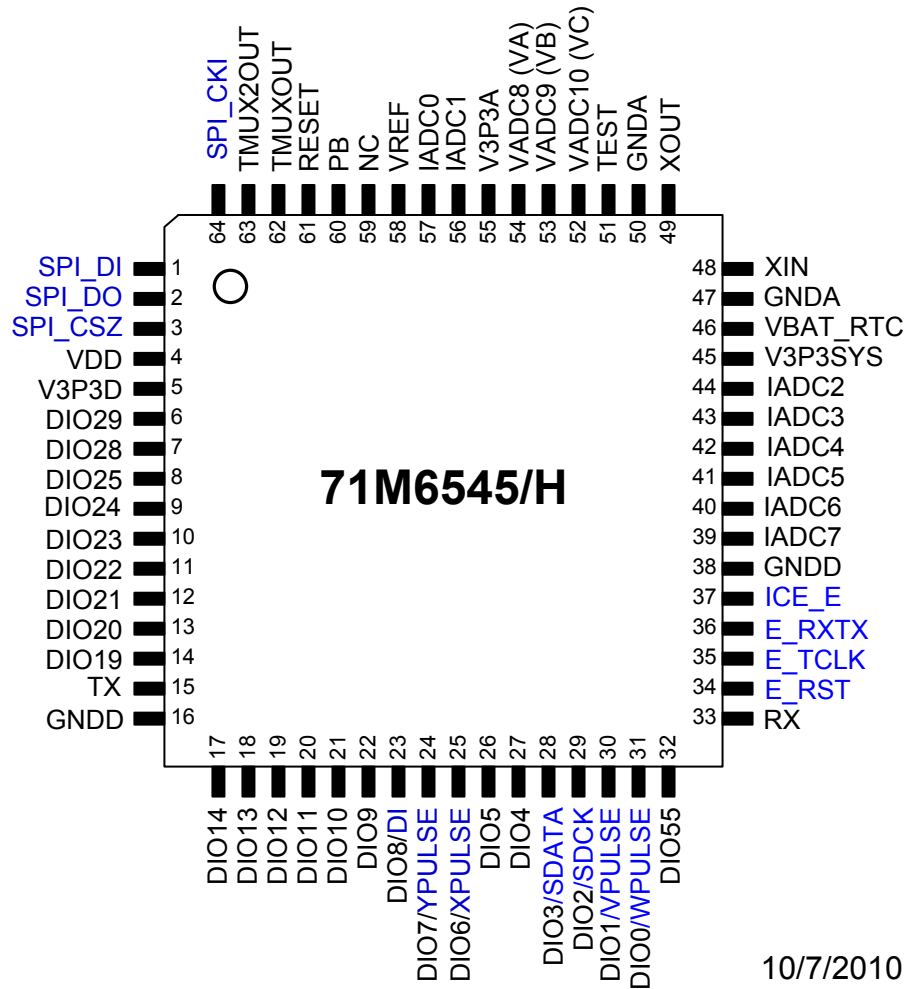 SPI_CKI
TMUX2OUT
TMUXOUT
RESET
PB
NC
VREF
IADC0
IADC1
V3P3A
VADC8 (VA)
VADC9 (VB)
VADC10 (VC)
TEST
GNDA
XOUT
64
63
62
61
60
59
58
57
56
55
54
53
52
51
50
49
SPI_DI 1
SPI_DO 2
SPI_CSZ 3
VDD 4
V3P3D 5
DIO29 6
DIO28 7
DIO25 8
DIO24 9
DIO23 10
DIO22 11
DIO21 12
DIO20 13
DIO19 14
TX 15
GNDD 16
71M6545/H
48 XIN
47 GNDA
46 VBAT_RTC
45 V3P3SYS
44 IADC2
43 IADC3
42 IADC4
41 IADC5
40 IADC6
39 IADC7
38 GNDD
37 ICE_E
36 E_RXTX
35 E_TCLK
34 E_RST
33 RX
17
18
19
20
21
22
23
24
25
26
27
28
29
30
31
32
DIO14
DIO13
DIO12
DIO11
DIO10
DIO9
DIO8/DI
DIO7/YPULSE
DIO6/XPULSE
DIO5
DIO4
DIO3/SDATA
DIO2/SDCK
DIO1/VPULSE
DIO0/WPULSE
DIO55
10/7/2010